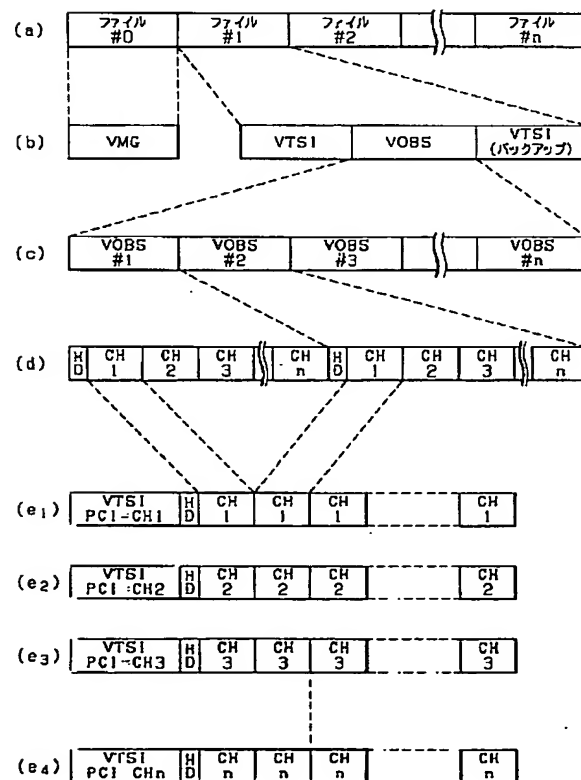 (a) ファイル #0 ファイル #1 ファイル #2 ファイル #n
(b) VMG VTSI VOBS VTSI (バックアップ)
(c) VOBS #1 VOBS #2 VOBS #3 VOBS #n
(d) HD CH 1 CH 2 CH 3 CH n HD CH 1 CH 2 CH 3 CH n
(e1) VTSI PCI-CH1 HD CH 1 CH 1 CH 1 CH 1
(e2) VTSI PCI:CH2 HD CH 2 CH 2 CH 2 CH 2
(e3) VTSI PCI-CH3 HD CH 3 CH 3 CH 3 CH 3
(e4) VTSI PCI CHn HD CH n CH n CH n CH n